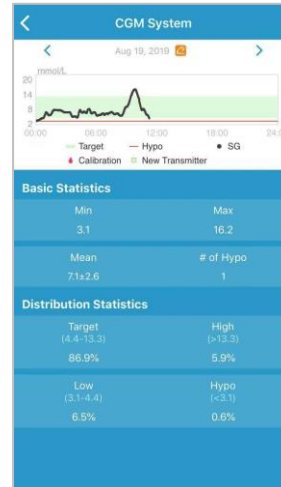 CGM System
Aug 19, 2019
mmol/L
20
14
8
2
00:00 06:00 12:00 18:00 24:0
Target Hypo SG
Calibration New Transmitter
Basic Statistics
Min Max
3.1 16.2
Mean # of Hypo
7.1±2.6 1
Distribution Statistics
Target High
(4.4-13.3) (>13.3)
86.9% 5.9%
Low Hypo
(3.1-4.4) (<3.1)
6.5% 0.6%